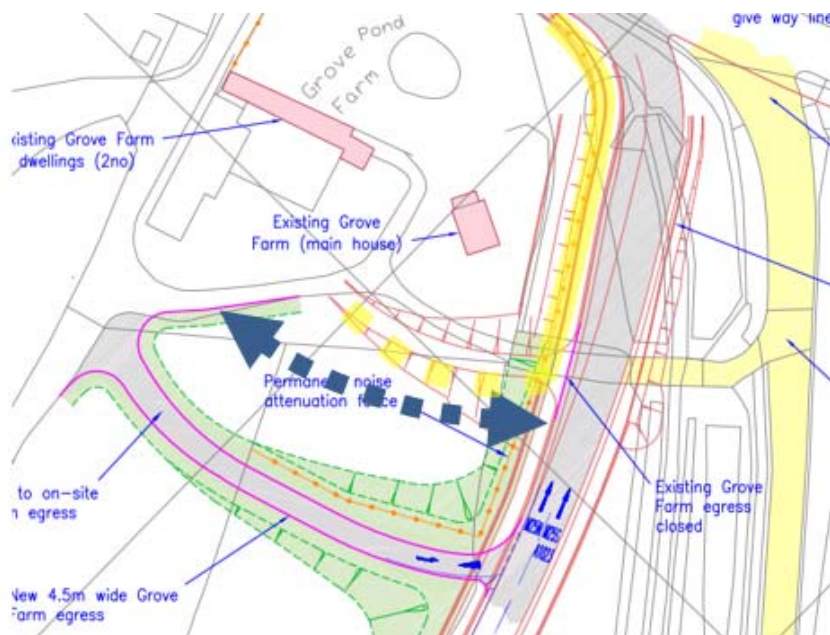 give way line
Grove Pond
Farm
xisting Grove Farm
dwellings (2no)
Existing Grove
Farm (main house)
Permanent noise
attenuation fence
to on-site
n egress
Existing Grove
Farm egress
closed
New 4.5m wide Grove
Farm egress
A1023